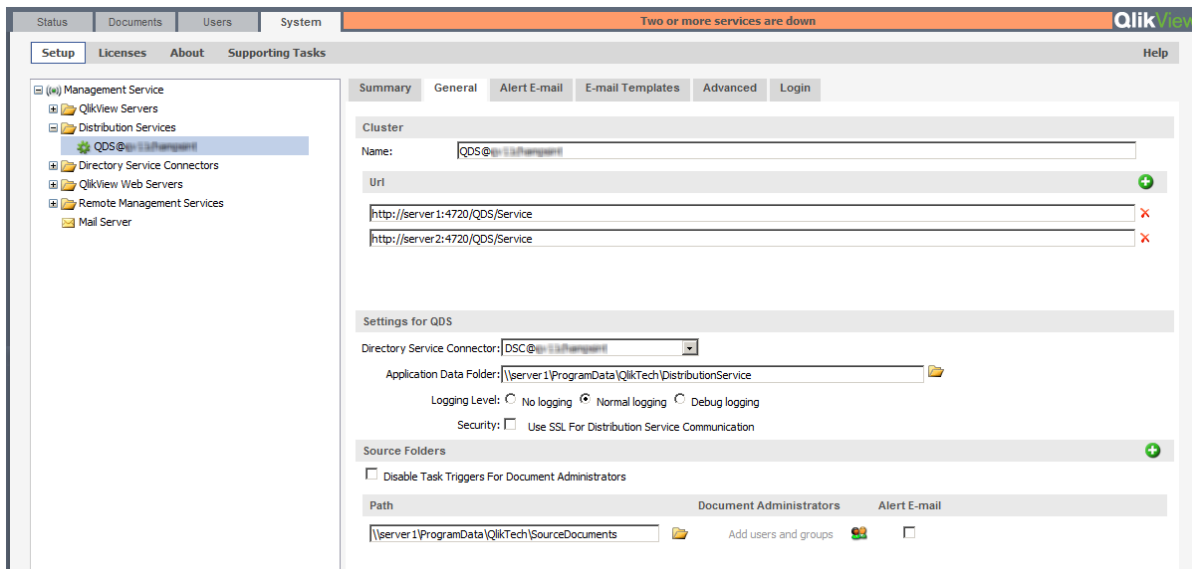 Status Documents Users System Two or more services are down QlikView
Setup Licenses About Supporting Tasks Help
Management Service
QlikView Servers
Distribution Services
QDS@
Directory Service Connectors
QlikView Web Servers
Remote Management Services
Mail Server
Summary General Alert E-mail E-mail Templates Advanced Login
Cluster
Name: QDS@
Url
http://server1:4720/QDS/Service
http://server2:4720/QDS/Service
Settings for QDS
Directory Service Connector: DSC@
Application Data Folder: \\server1\ProgramData\QlikTech\DistributionService
Logging Level: No logging Normal logging Debug logging
Security: Use SSL For Distribution Service Communication
Source Folders
Disable Task Triggers For Document Administrators
Path Document Administrators Alert E-mail
\\server1\ProgramData\QlikTech\SourceDocuments Add users and groups